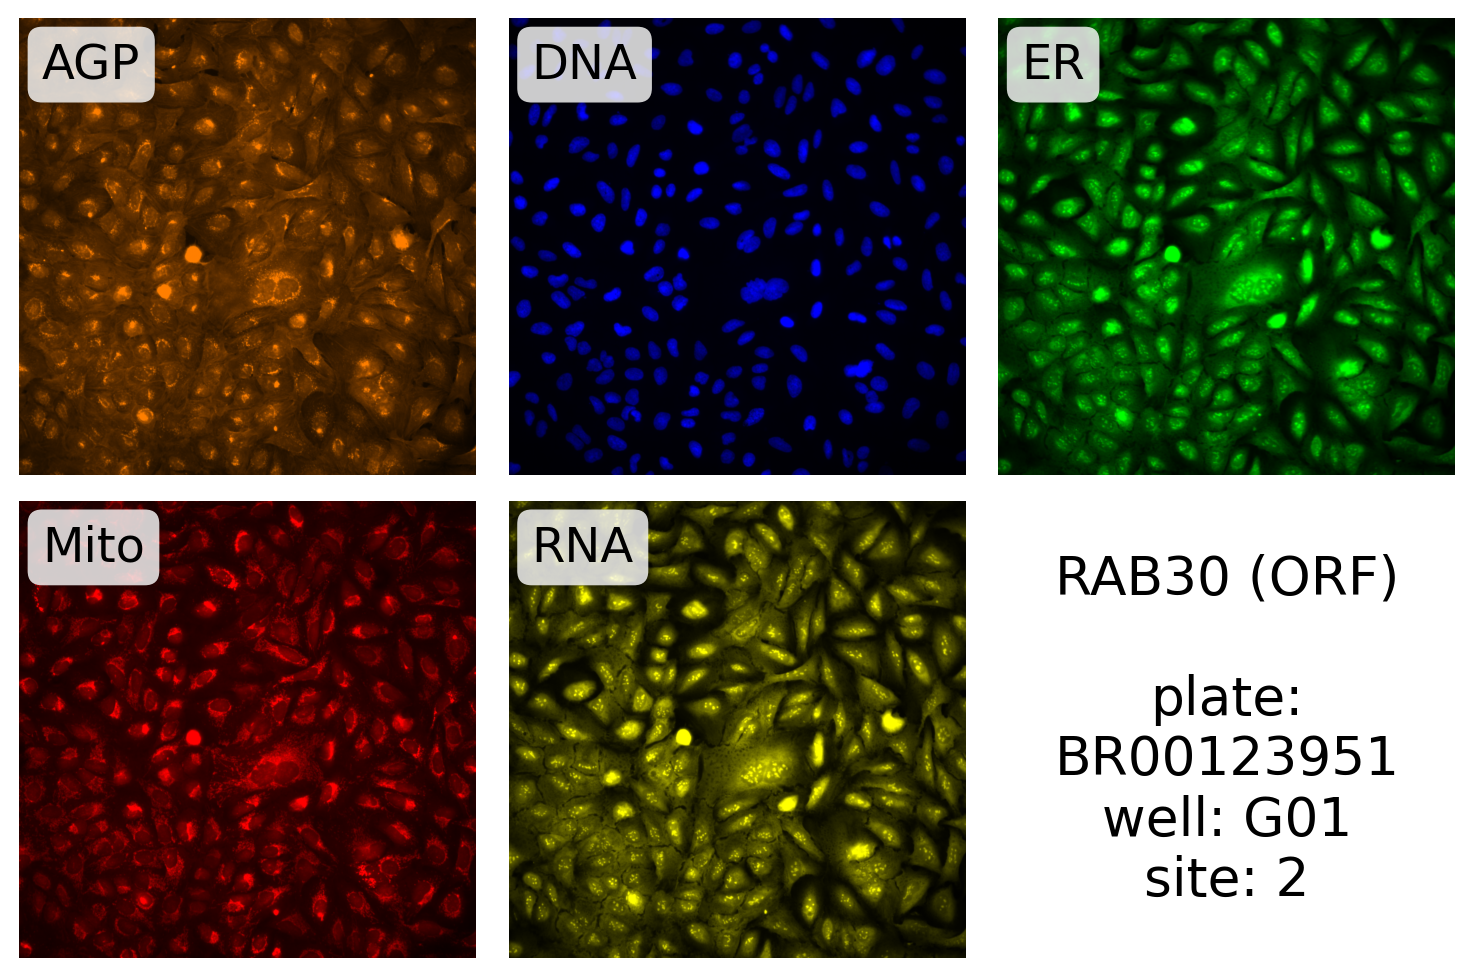 AGP
DNA
ER
Mito
RNA
RAB30 (ORF)
plate:
BR00123951
well: G01
site: 2